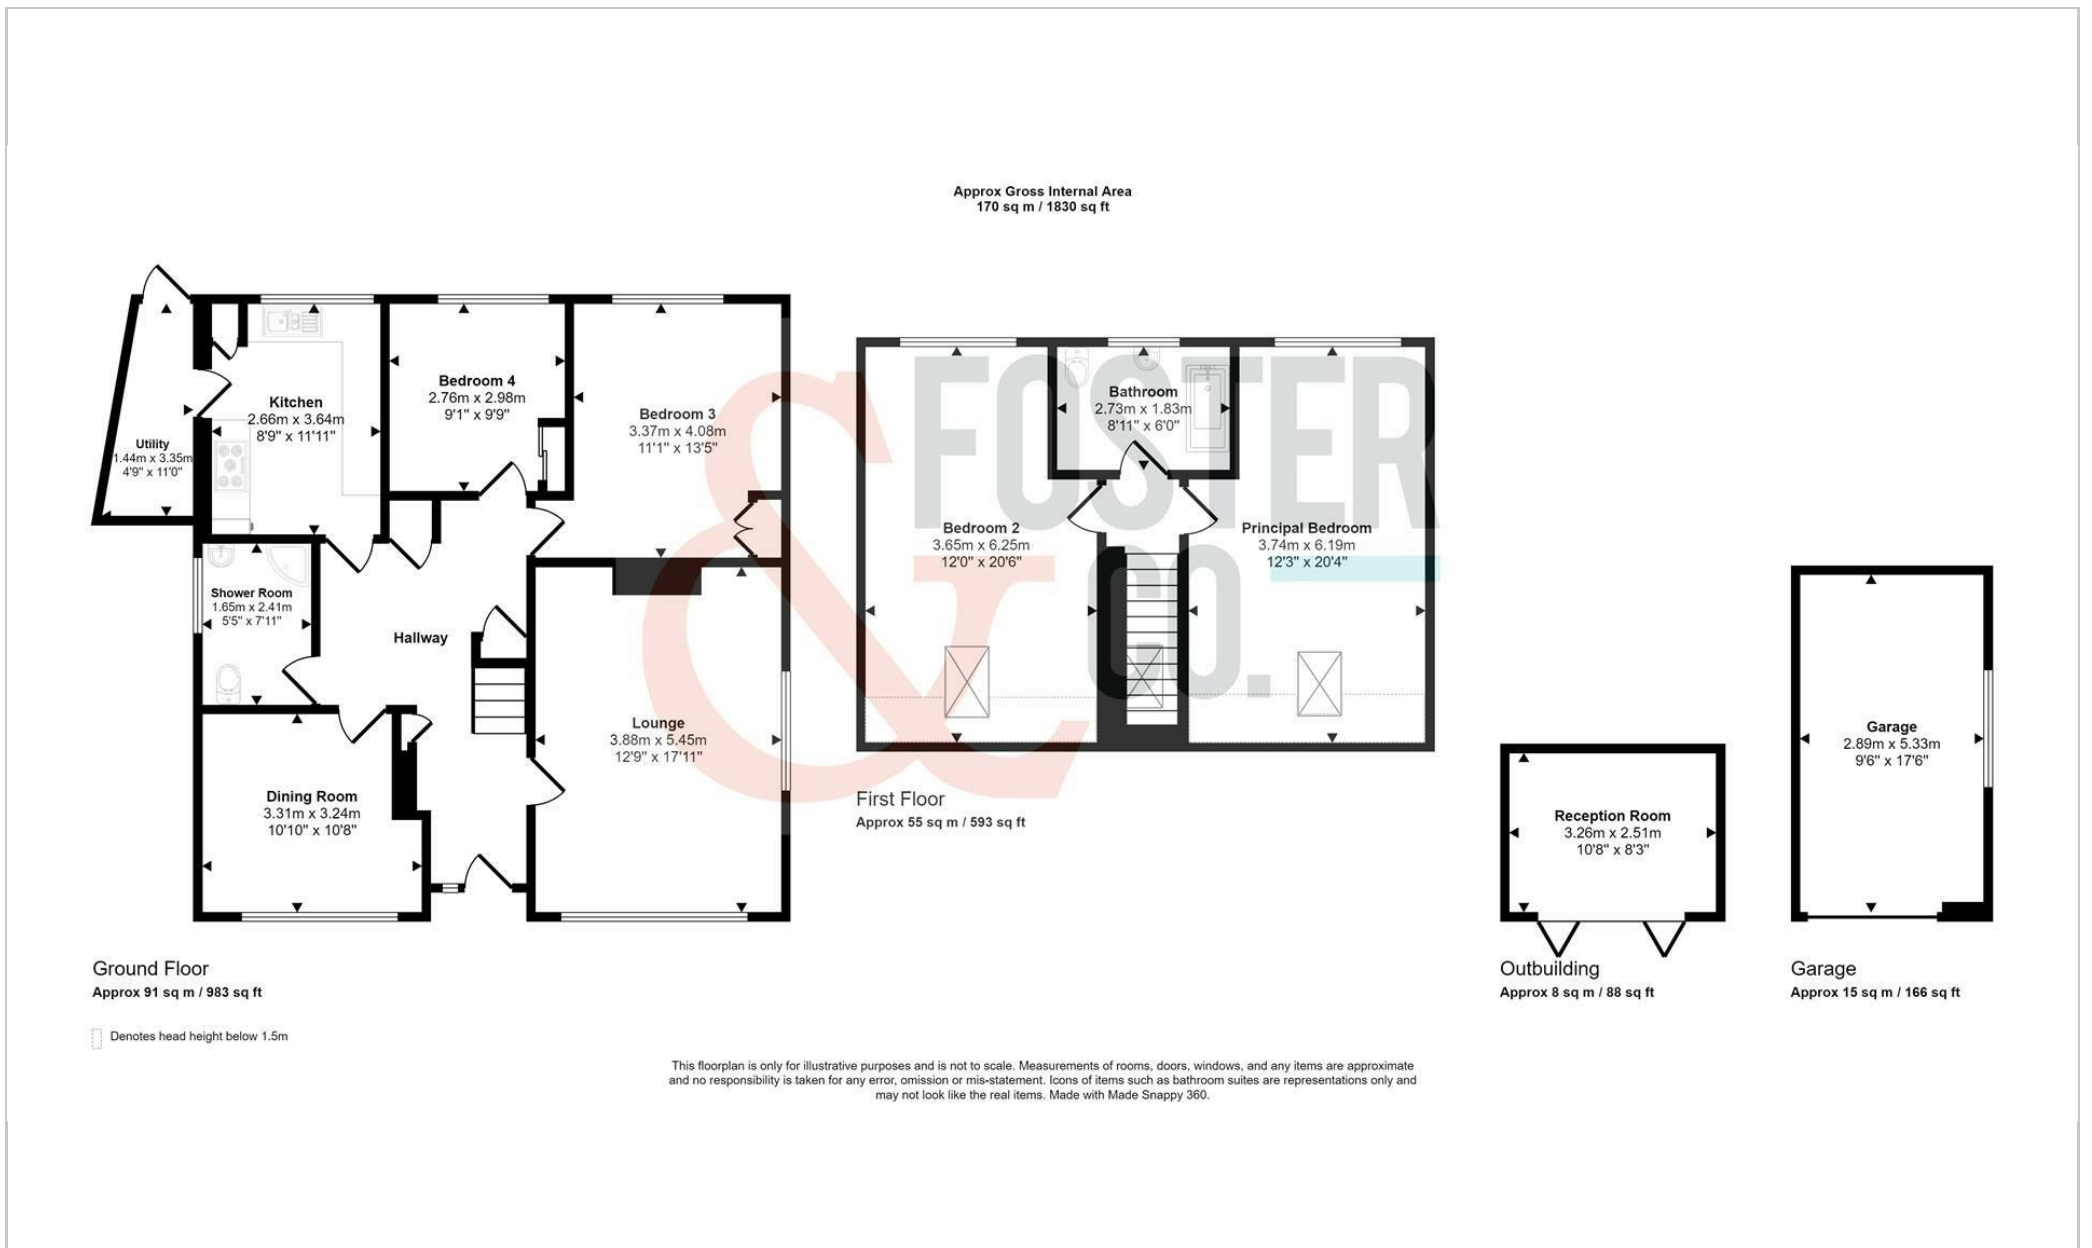 Approx Gross Internal Area
170 sq m / 1830 sq ft
Kitchen
2.66m x 3.64m
8'9" x 11'11"
Bedroom 4
2.76m x 2.98m
9'1" x 9'9"
Bedroom 3
3.37m x 4.08m
11'1" x 13'5"
Utility
1.44m x 3.35m
4'9" x 11'0"
Shower Room
1.65m x 2.41m
5'5" x 7'11"
Hallway
Lounge
3.88m x 5.45m
12'9" x 17'11"
Dining Room
3.31m x 3.24m
10'10" x 10'8"
Ground Floor
Approx 91 sq m / 983 sq ft
Denotes head height below 1.5m
&
FOSTER
CO.
Bathroom
2.73m x 1.83m
8'11" x 6'0"
Bedroom 2
3.65m x 6.25m
12'0" x 20'6"
Principal Bedroom
3.74m x 6.19m
12'3" x 20'4"
First Floor
Approx 55 sq m / 593 sq ft
Reception Room
3.26m x 2.51m
10'8" x 8'3"
Outbuilding
Approx 8 sq m / 88 sq ft
Garage
2.89m x 5.33m
9'6" x 17'6"
Garage
Approx 15 sq m / 166 sq ft
This floorplan is only for illustrative purposes and is not to scale. Measurements of rooms, doors, windows, and any items are approximate
and no responsibility is taken for any error, omission or mis-statement. Icons of items such as bathroom suites are representations only and
may not look like the real items. Made with Made Snappy 360.